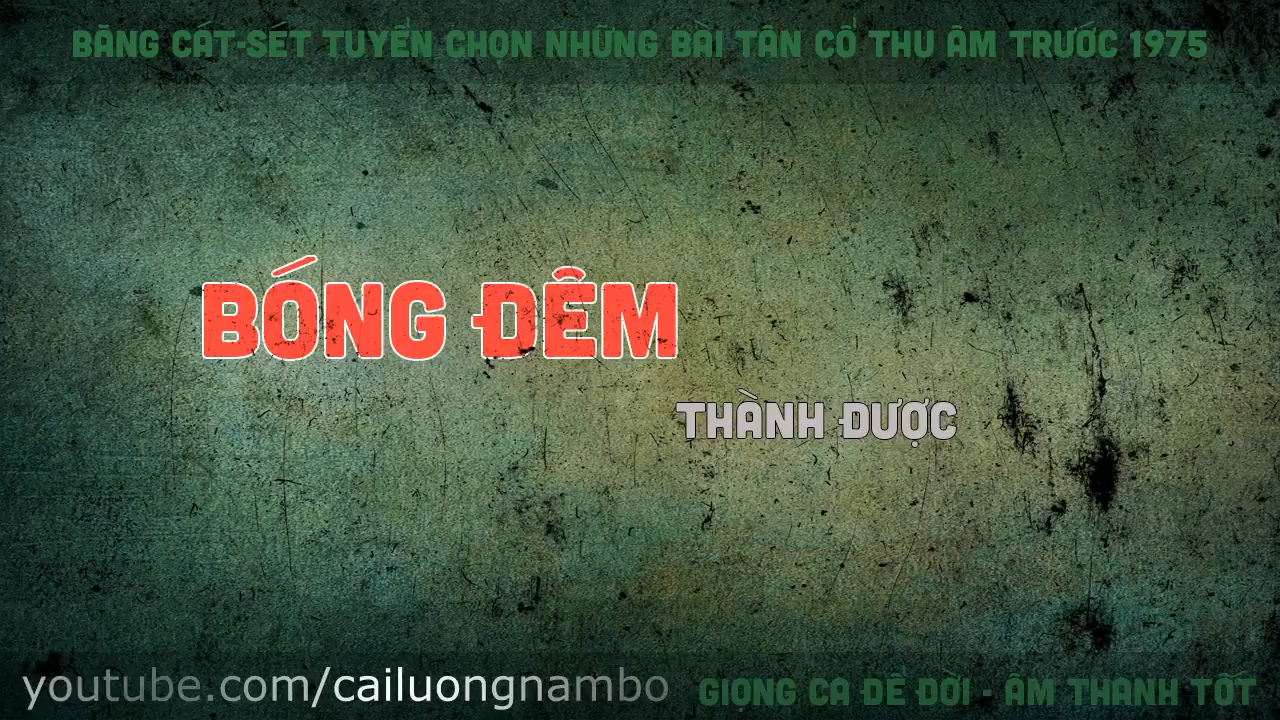 BĂNG CÁT-SÉT TUYỂN CHỌN NHỮNG BÀI TÂN CỔ THU ÂM TRƯỚC 1975
BÓNG ĐÊM
THÀNH ĐƯỢC
youtube.com/cailuongnambo
GIỌNG CA ĐỂ ĐỜI - ÂM THANH TỐT